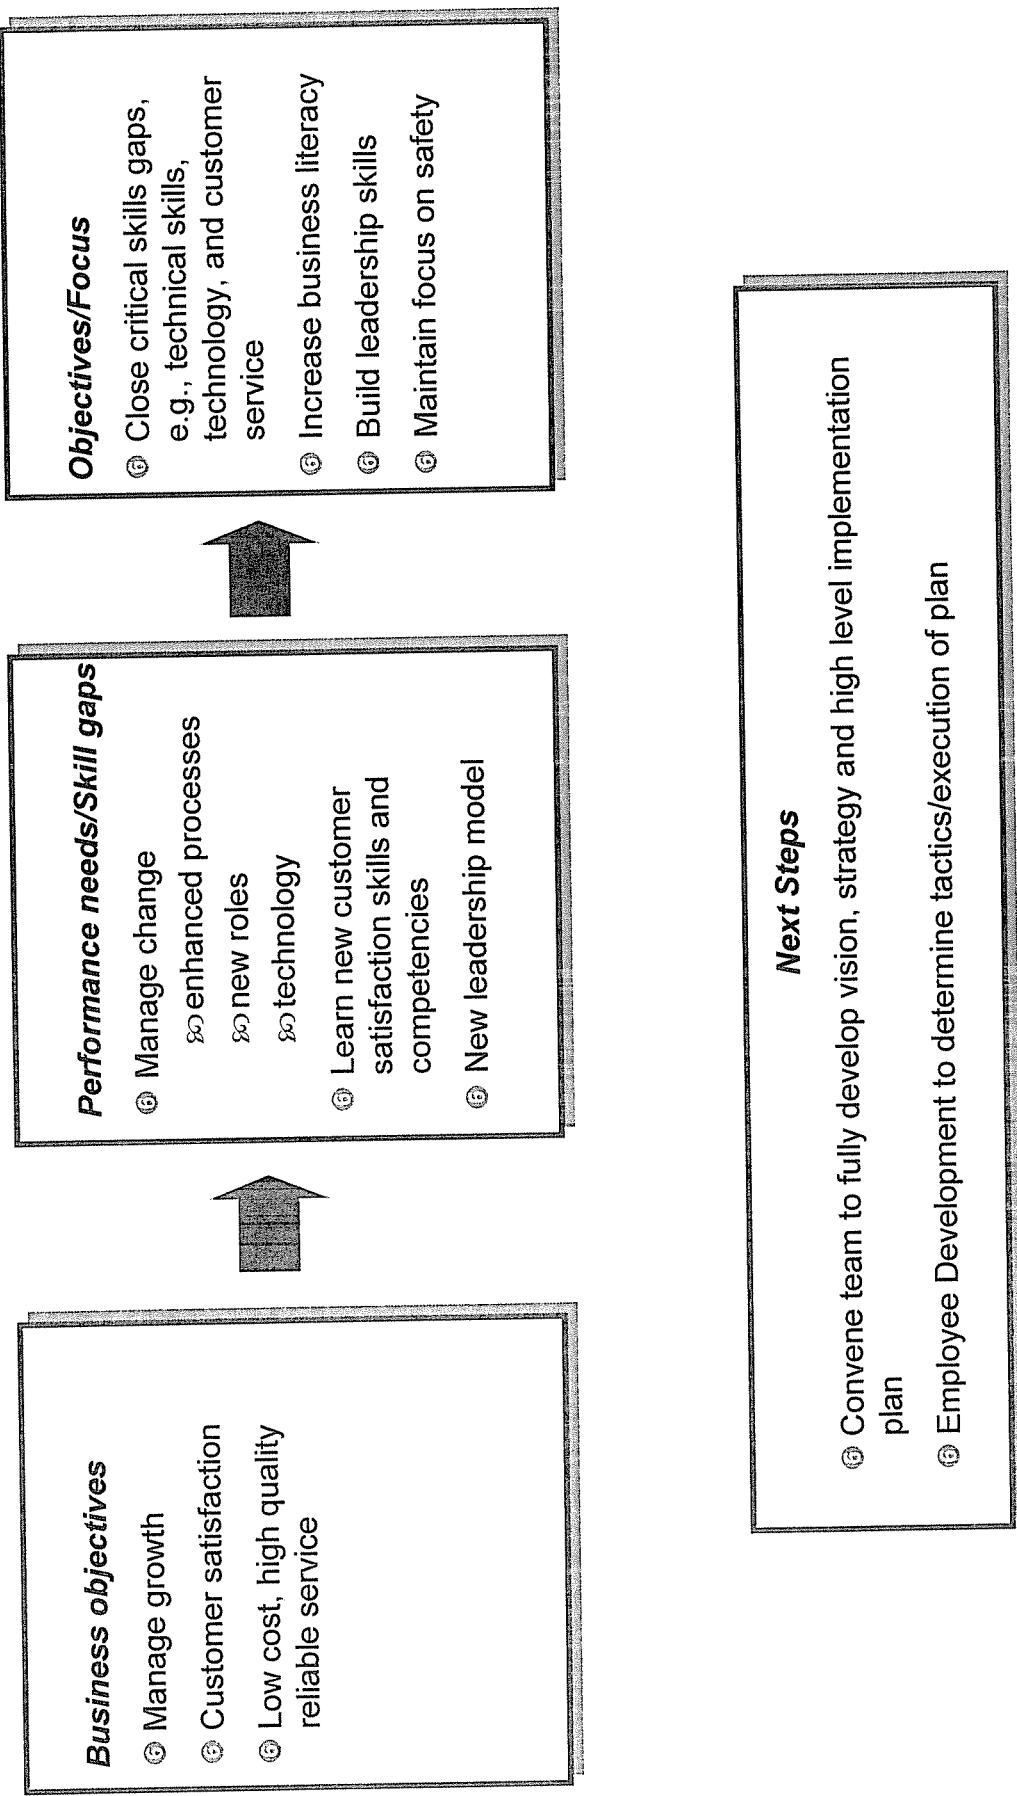 Business objectives
Manage growth
Customer satisfaction
Low cost, high quality
reliable service
Performance needs/Skill gaps
Manage change
enhanced processes
new roles
technology
Learn new customer
satisfaction skills and
competencies
New leadership model
Objectives/Focus
Close critical skills gaps,
e.g., technical skills,
technology, and customer
service
Increase business literacy
Build leadership skills
Maintain focus on safety
Next Steps
Convene team to fully develop vision, strategy and high level implementation
plan
Employee Development to determine tactics/execution of plan